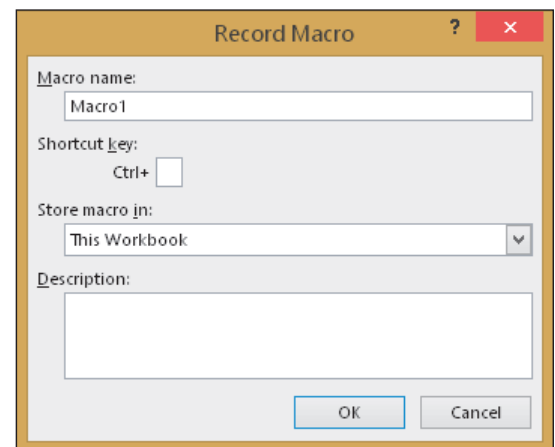 Record Macro ? ×
Macro name:
Macro1
Shortcut key:
Ctrl+
Store macro in:
This Workbook
Description:
OK Cancel